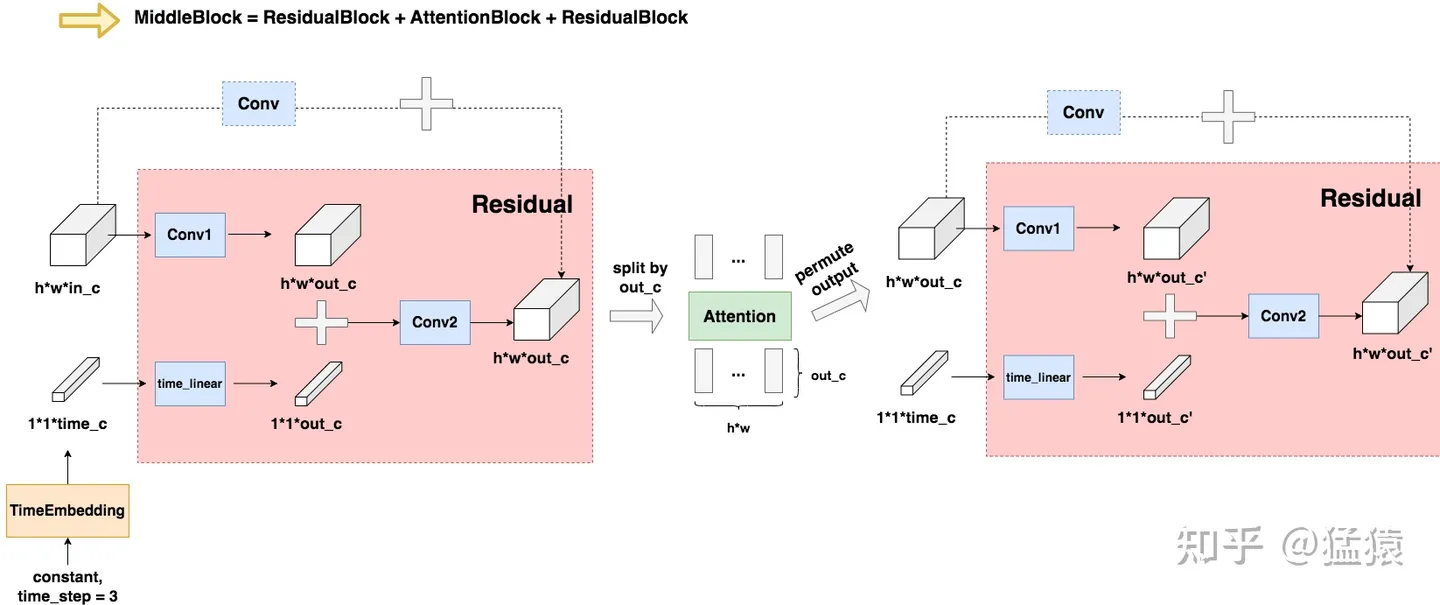 MiddleBlock = ResidualBlock + AttentionBlock + ResidualBlock
Conv
Residual
Conv1
h*w*in_c
h*w*out_c
Conv2
h*w*out_c
time_linear
1*1*time_c
1*1*out_c
TimeEmbedding
constant,
time_step = 3
split by
out_c
...
Attention
...
out_c
h*w
permute
output
Conv
Residual
Conv1
h*w*out_c
h*w*out_c'
Conv2
h*w*out_c'
time_linear
1*1*time_c
1*1*out_c'
知乎 @猛猿